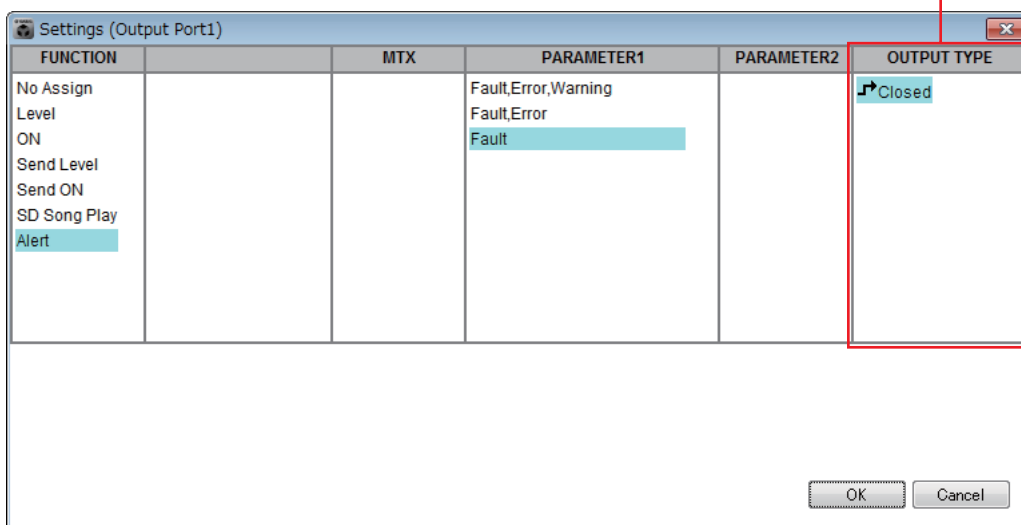 Settings (Output Port1)
FUNCTION MTX PARAMETER1 PARAMETER2 OUTPUT TYPE
No Assign Fault,Error,Warning Closed
Level Fault,Error
ON Fault
Send Level
Send ON
SD Song Play
Alert
OK Cancel